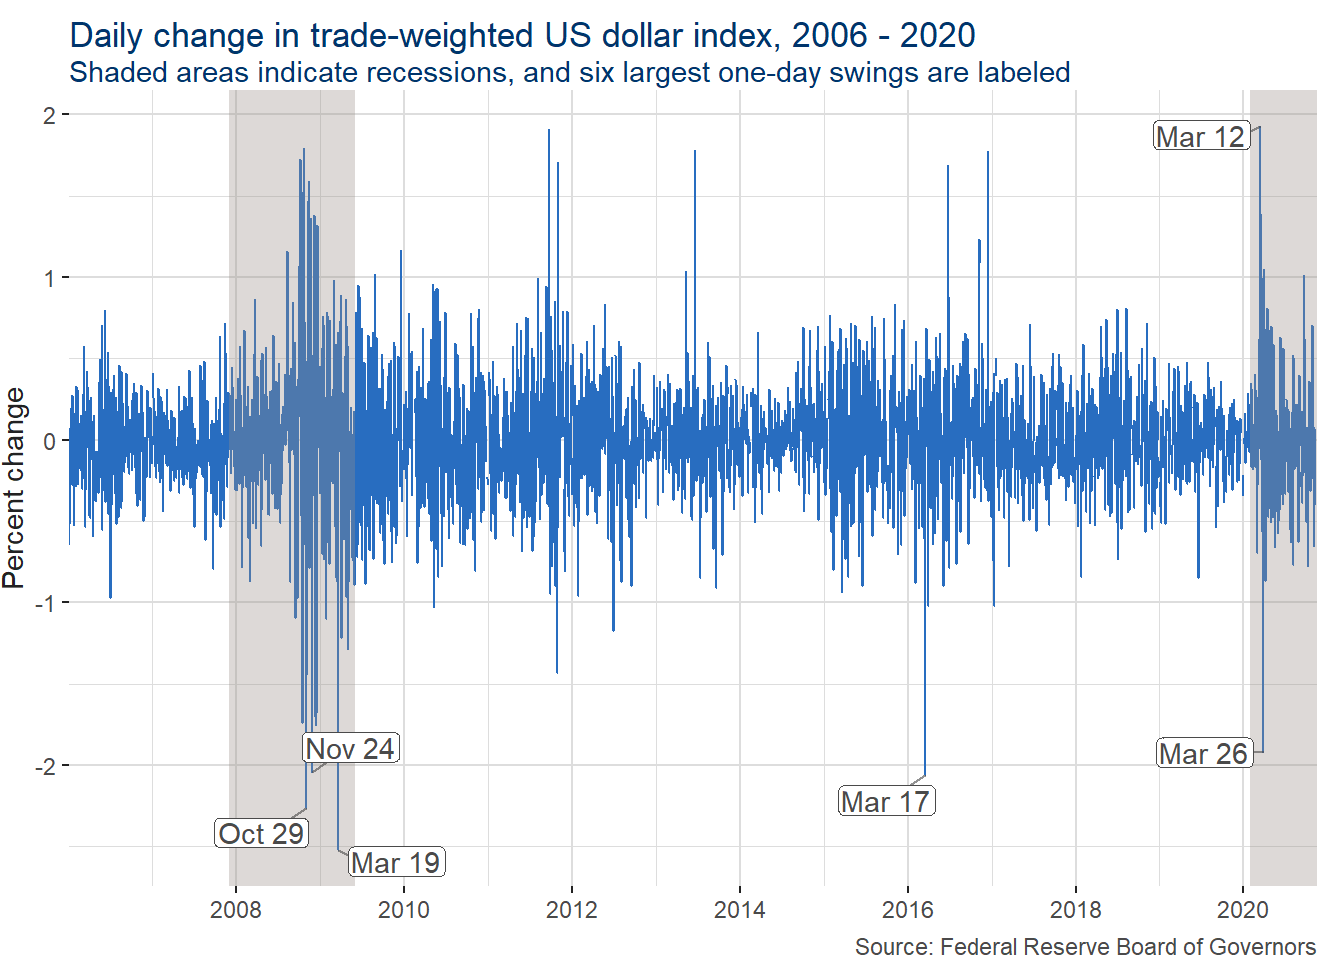 Daily change in trade-weighted US dollar index, 2006 - 2020
Shaded areas indicate recessions, and six largest one-day swings are labeled
Percent change
2
1
0
-1
-2
Mar 12
Nov 24
Mar 26
Mar 17
Oct 29
Mar 19
2008
2010
2012
2014
2016
2018
2020
Source: Federal Reserve Board of Governors